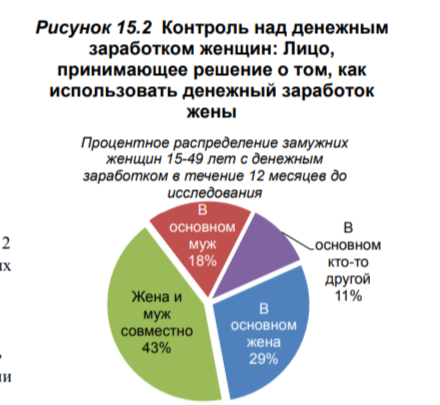 Рисунок 15.2 Контроль над денежным
заработком женщин: Лицо,
принимающее решение о том, как
использовать денежный заработок
жены
Процентное распределение замужних
женщин 15-49 лет с денежным
заработком в течение 12 месяцев до
исследования
В
основном
муж
18%
В
основном
кто-то
другой
11%
Жена и
муж
совместно
43%
В
основном
жена
29%
2